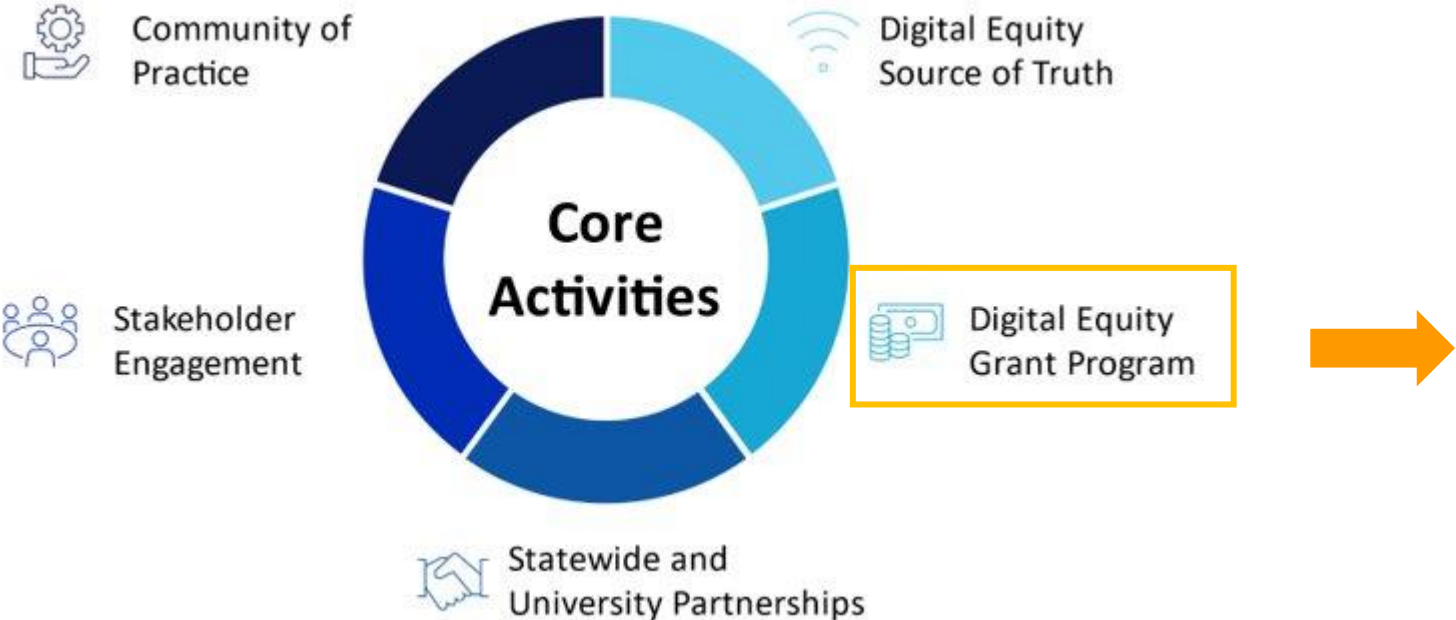 Community of
Practice
Digital Equity
Source of Truth
Core
Activities
Stakeholder
Engagement
Digital Equity
Grant Program
Statewide and
University Partnerships